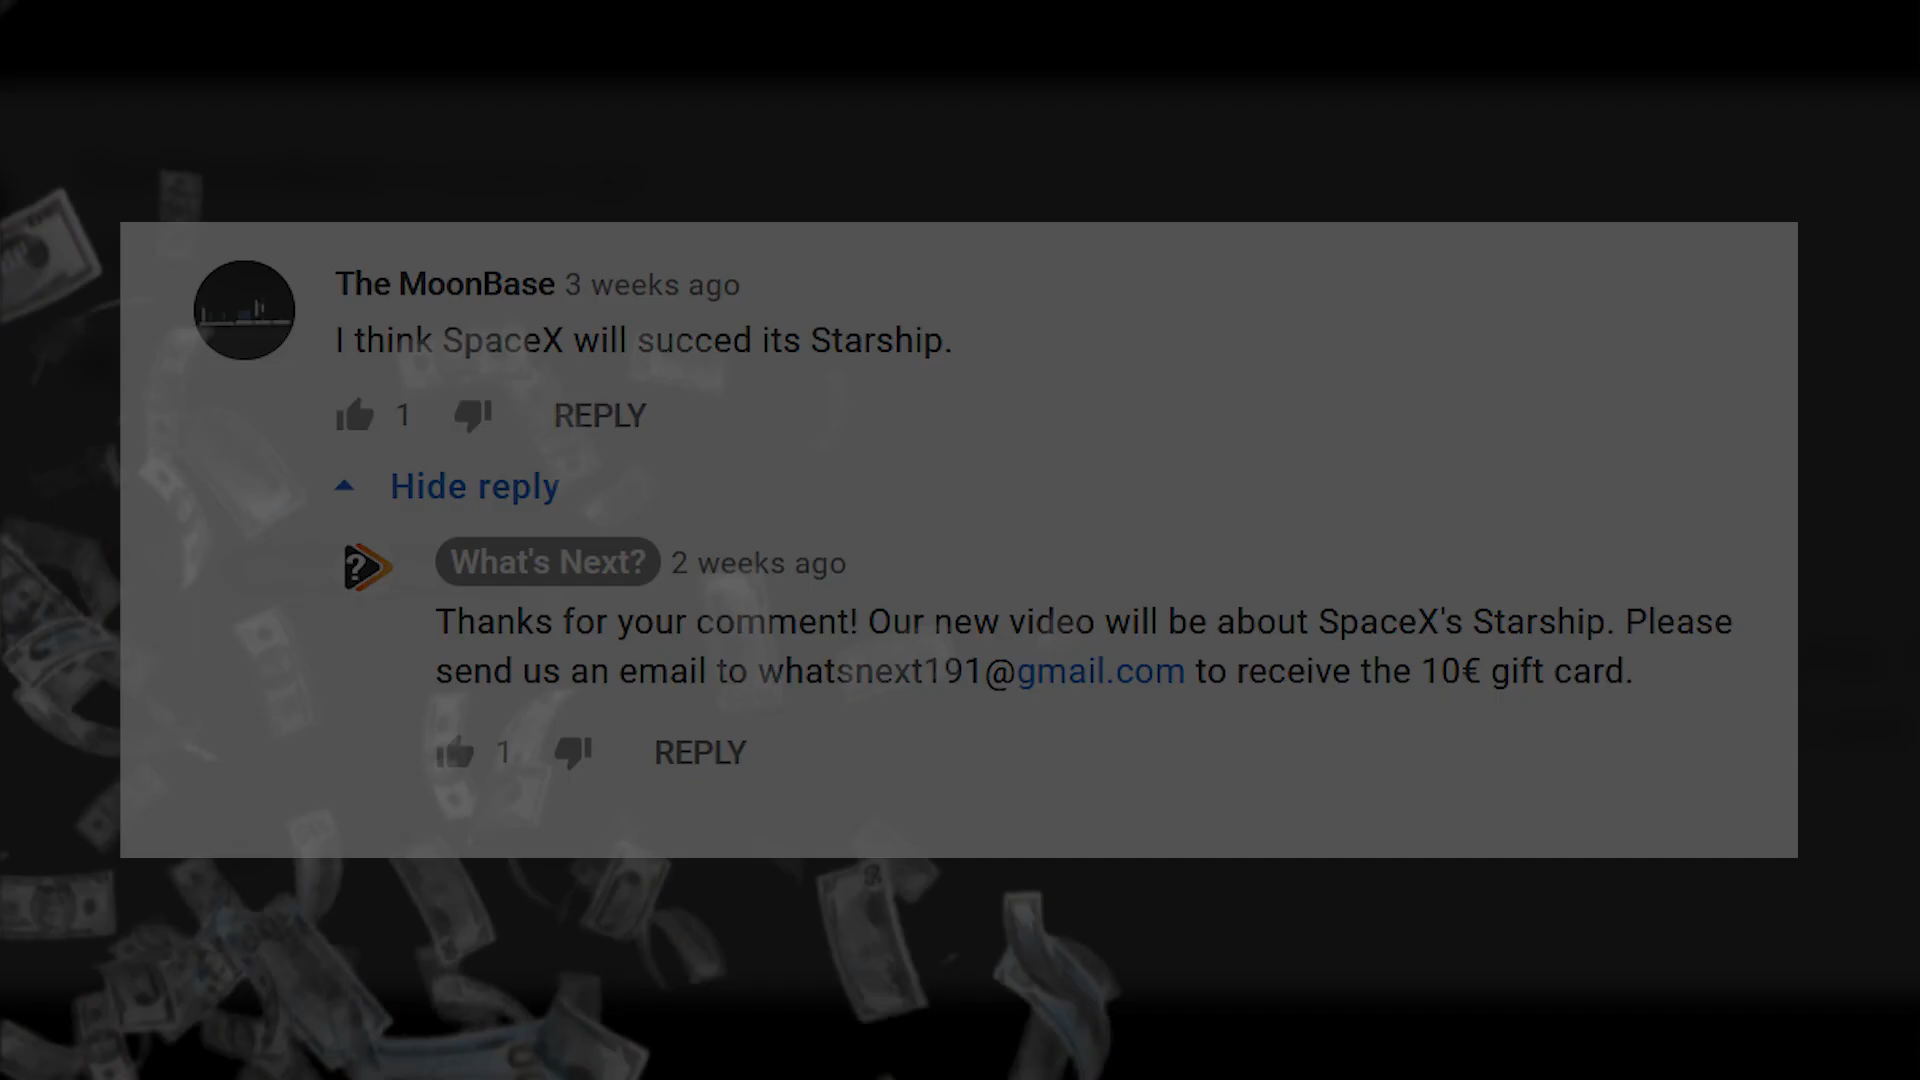 The MoonBase 3 weeks ago
I think SpaceX will succed its Starship.
1 REPLY
Hide reply
?
What's Next? 2 weeks ago
Thanks for your comment! Our new video will be about SpaceX's Starship. Please
send us an email to whatsnext191@gmail.com to receive the 10€ gift card.
1 REPLY